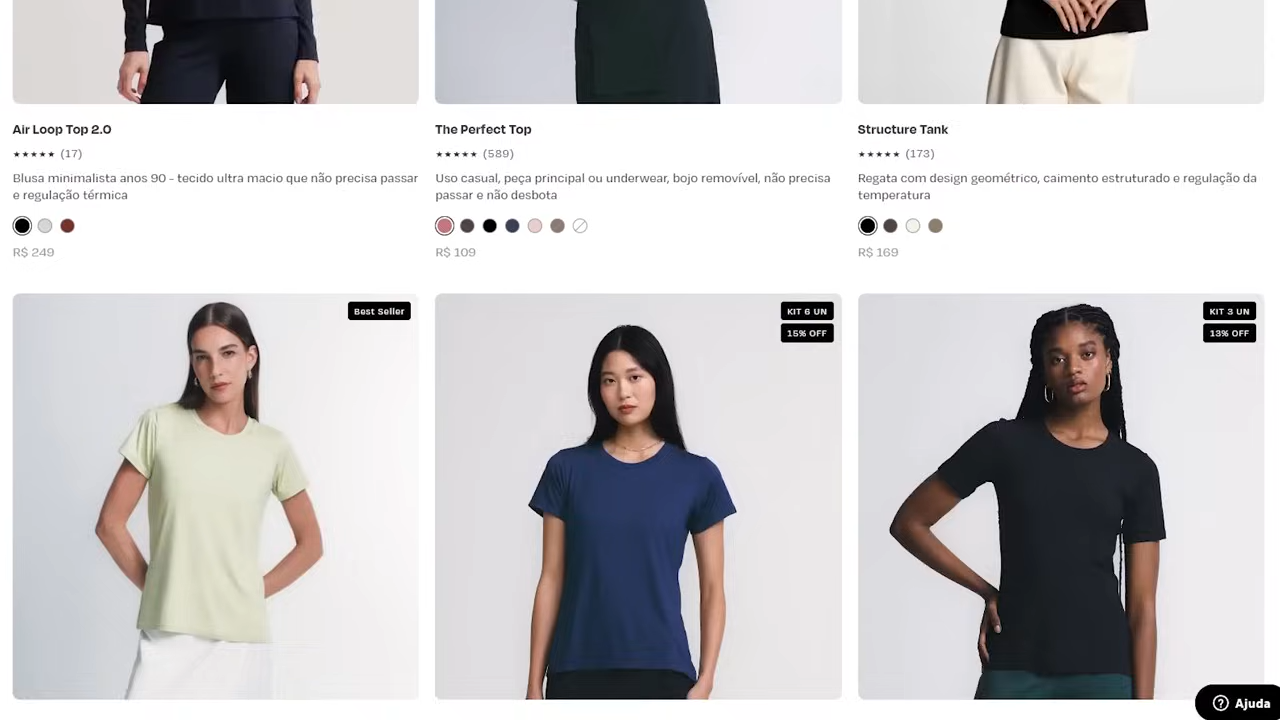 Air Loop Top 2.0
★★★★★ (17)
Blusa minimalista anos 90 - tecido ultra macio que não precisa passar
e regulação térmica
R$ 249
The Perfect Top
★★★★★ (589)
Uso casual, peça principal ou underwear, bojo removível, não precisa
passar e não desbota
R$ 109
Structure Tank
★★★★★ (173)
Regata com design geométrico, caimento estruturado e regulação da
temperatura
R$ 169
Best Seller
KIT 6 UN
15% OFF
KIT 3 UN
13% OFF
Ajuda